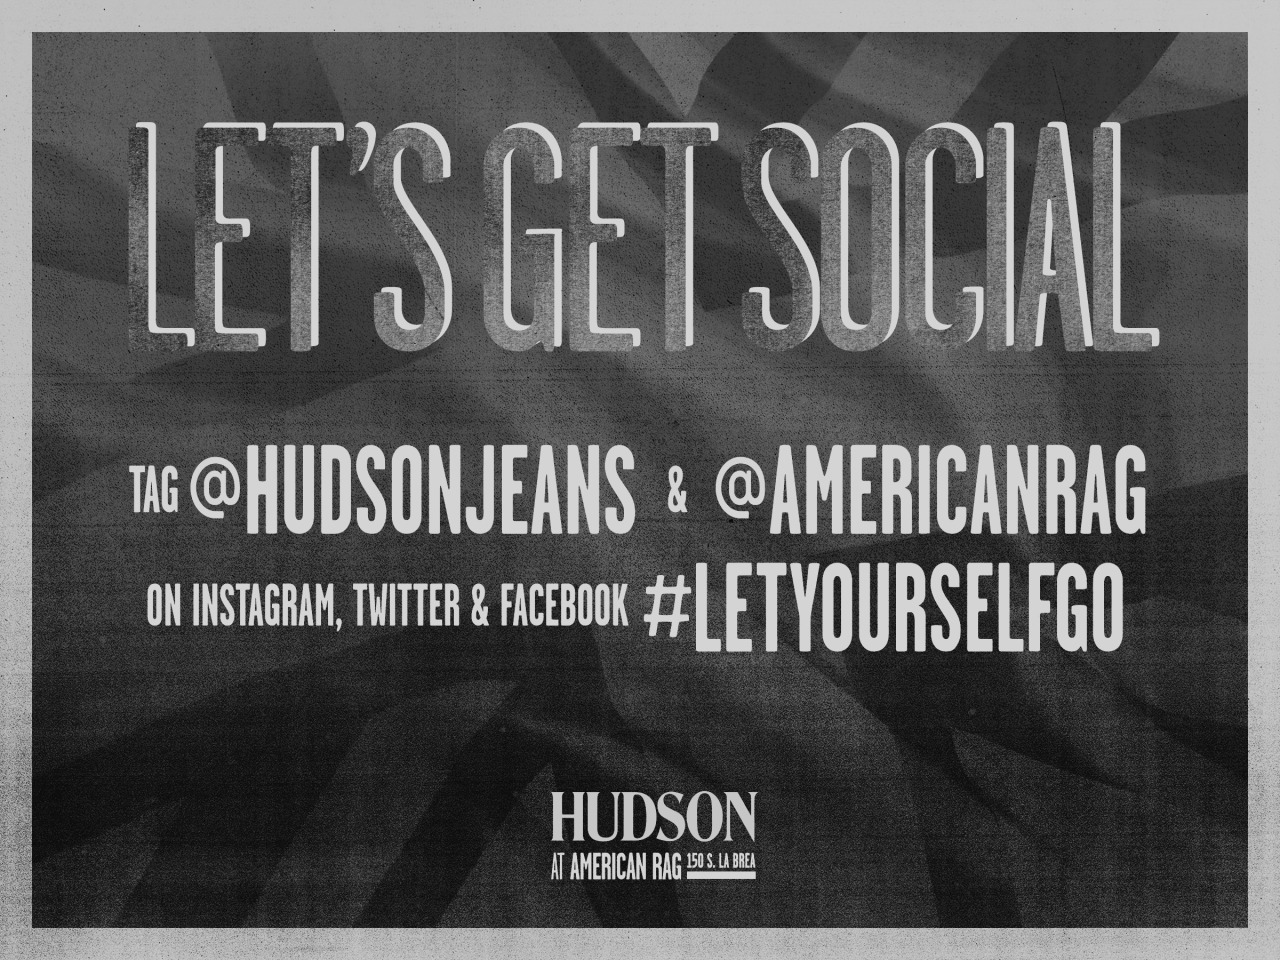 LET'S GET SOCIAL
TAG @HUDSONJEANS & @AMERICANRAG
ON INSTAGRAM, TWITTER & FACEBOOK #LETYOURSELFGO
HUDSON
AT AMERICAN RAG 150 S. LA BREA